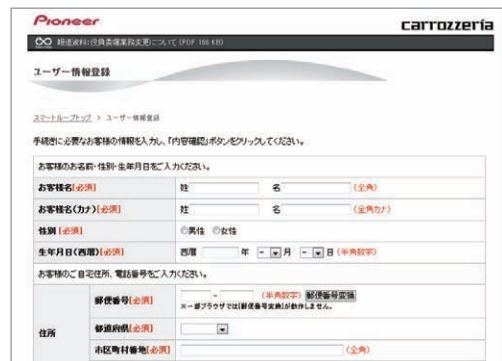 Pioneer
carrozzeria
報道資料:役員委嘱業務変更について (PDF 166 KB)
ユーザー情報登録
スマートループトップ > ユーザー情報登録
手続きに必要なお客様の情報を入力し、「内容確認」ボタンをクリックしてください。
お客様のお名前・性別・生年月日をご入力ください。
お客様名[必須] 姓 名 (全角)
お客様名(カナ)[必須] 姓 名 (全角カナ)
性別 [必須] 男性 女性
生年月日(西暦)[必須] 西暦 年 - 月 - 日 (半角数字)
お客様のご自宅住所、電話番号をご入力ください。
住所
郵便番号[必須] - (半角数字) 郵便番号変換
※一部ブラウザでは[郵便番号変換]が動作しません。
都道府県[必須]
市区町村番地[必須] (全角)